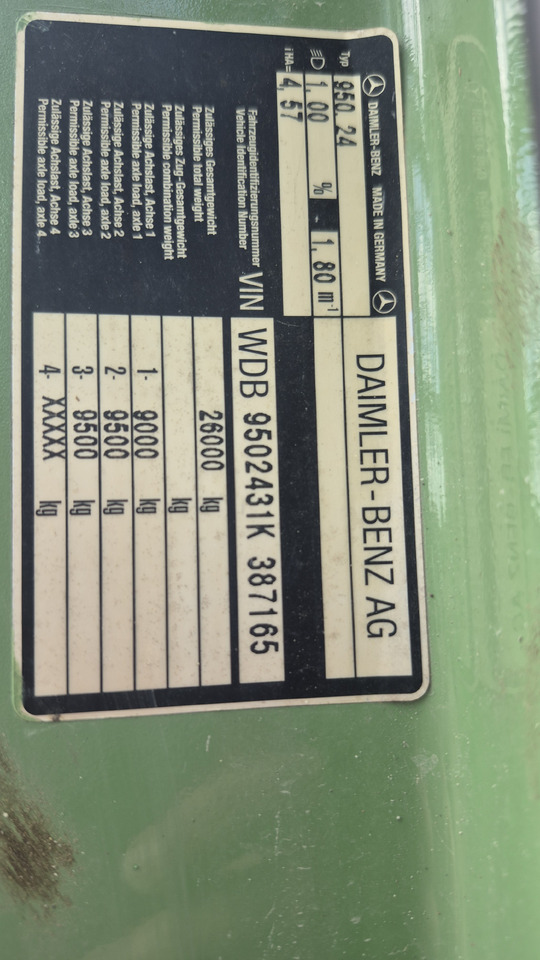 DAIMLER-BENZ MADE IN GERMANY
DAIMLER-BENZ AG
Typ 950.24
1,00 % - 1,80 m-1
i HA= 4,57
Fahrzeugidentifizierungsnummer
Vehicle Identification Number VIN WDB 9502431K 387165
Zulässiges Gesamtgewicht
Permissible total weight 26000 kg
Zulässiges Zug-Gesamtgewicht
Permissible combination weight kg
Zulässige Achslast, Achse 1
Permissible axle load, axle 1 1- 9000 kg
Zulässige Achslast, Achse 2
Permissible axle load, axle 2 2- 9500 kg
Zulässige Achslast, Achse 3
Permissible axle load, axle 3 3- 9500 kg
Zulässige Achslast, Achse 4
Permissible axle load, axle 4 4- XXXXX kg